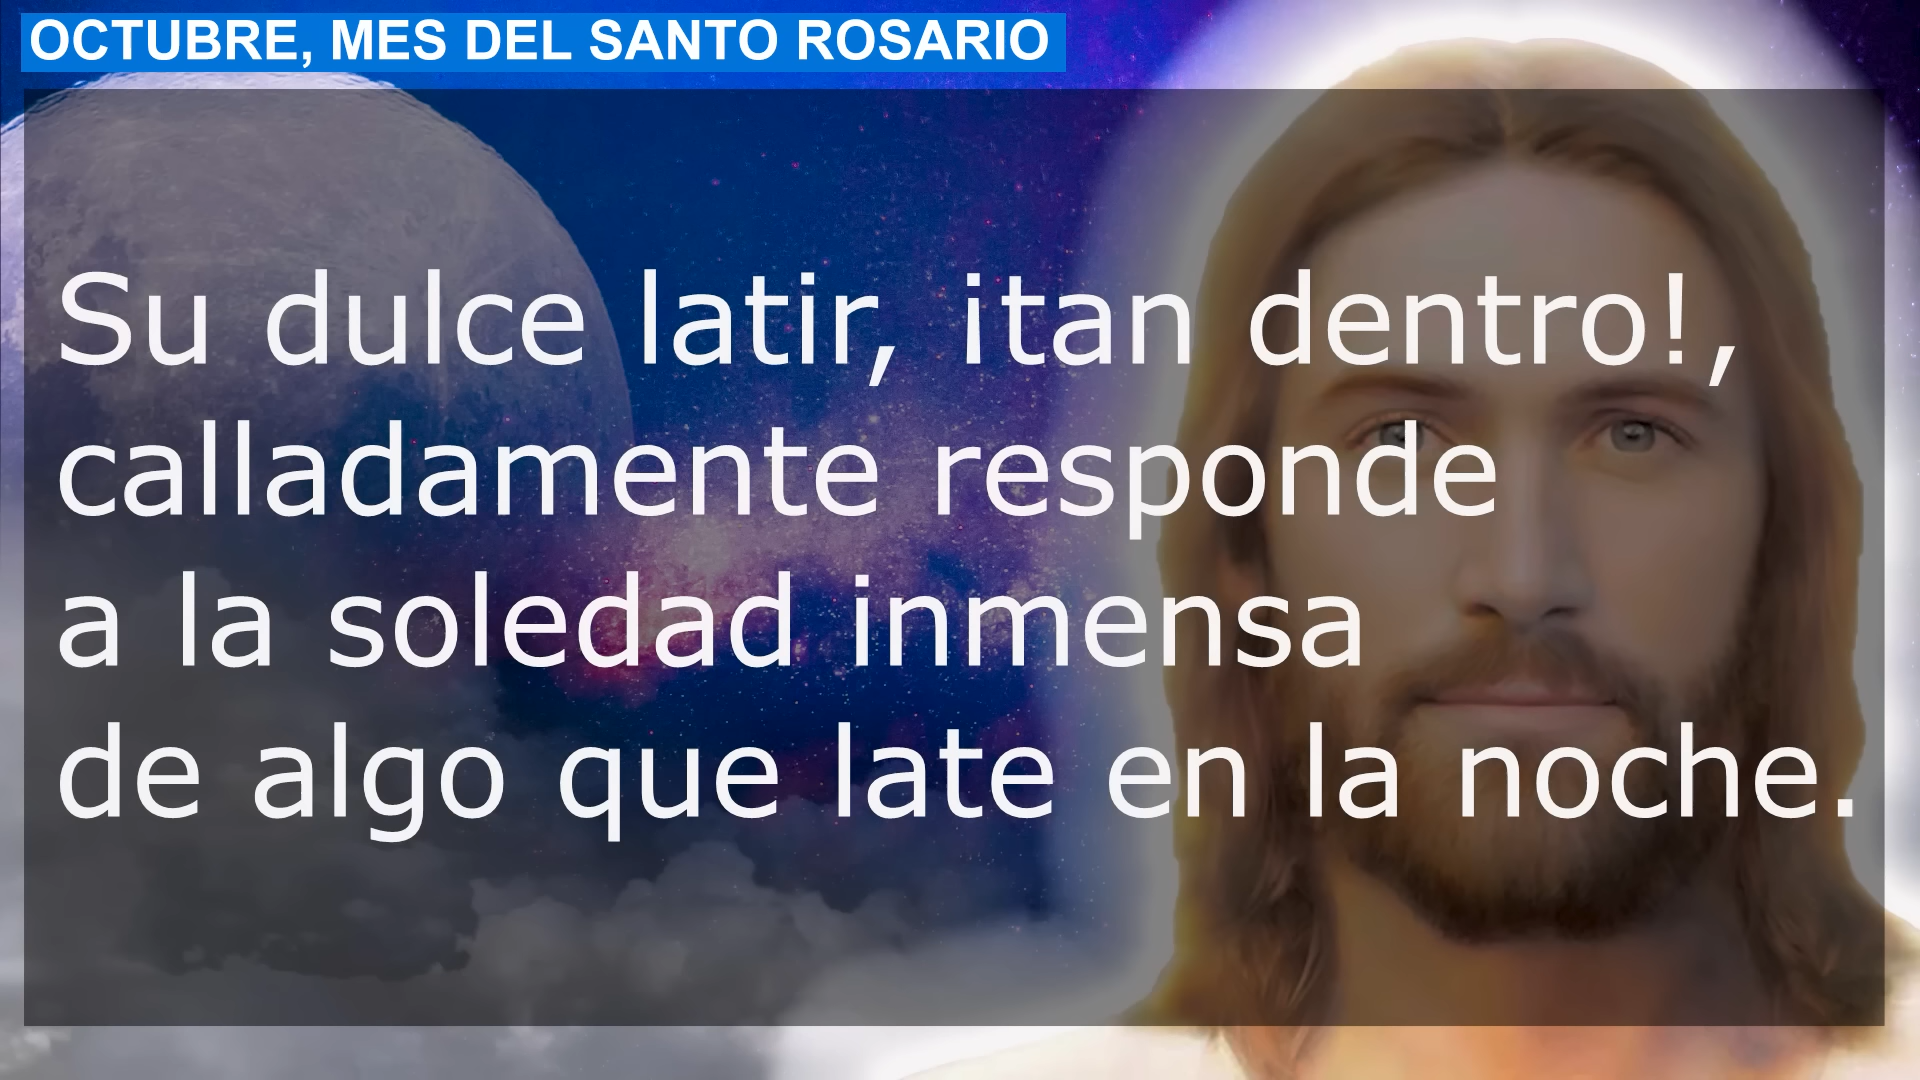 OCTUBRE, MES DEL SANTO ROSARIO
Su dulce latir, ¡tan dentro!,
calladamente responde
a la soledad inmensa
de algo que late en la noche.